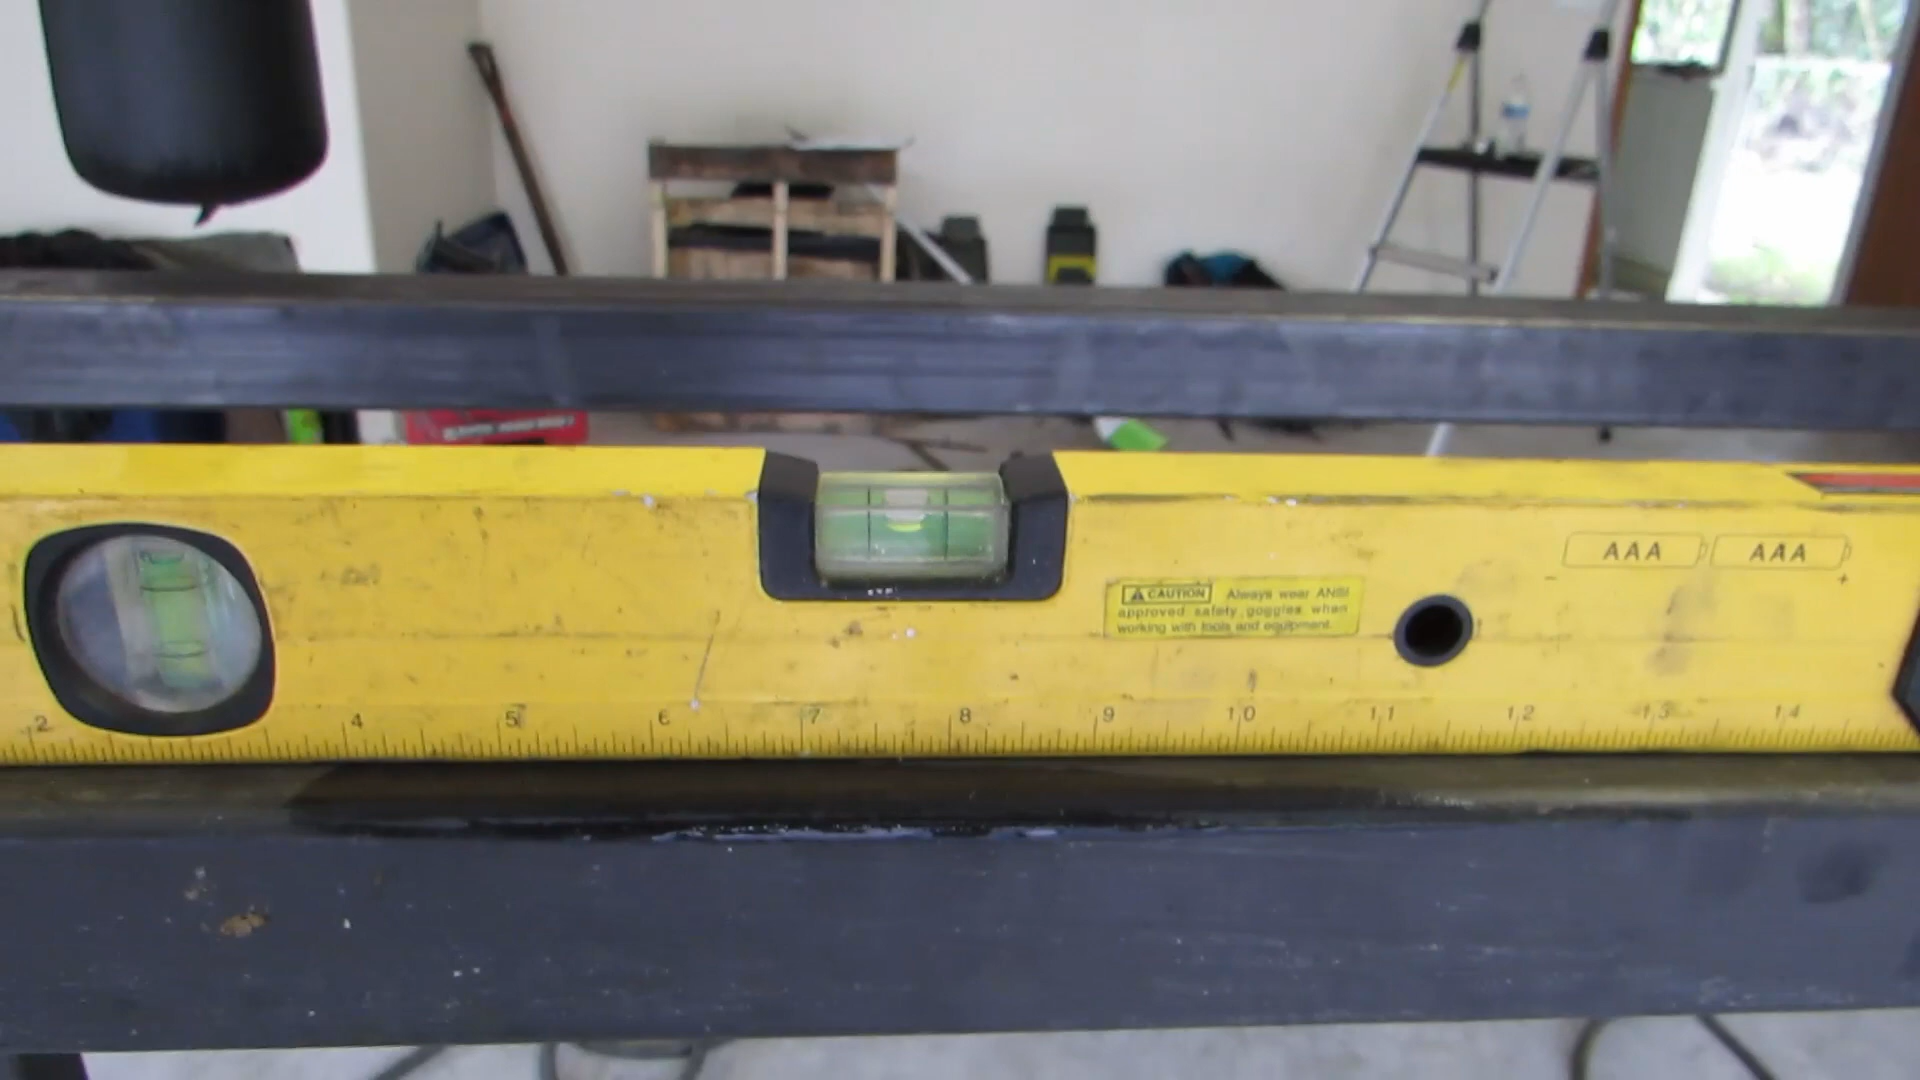 AAA AAA
+
CAUTION Always wear ANSI
approved safety goggles when
working with tools and equipment.
2 4 5 6 7 8 9 10 11 12 13 14